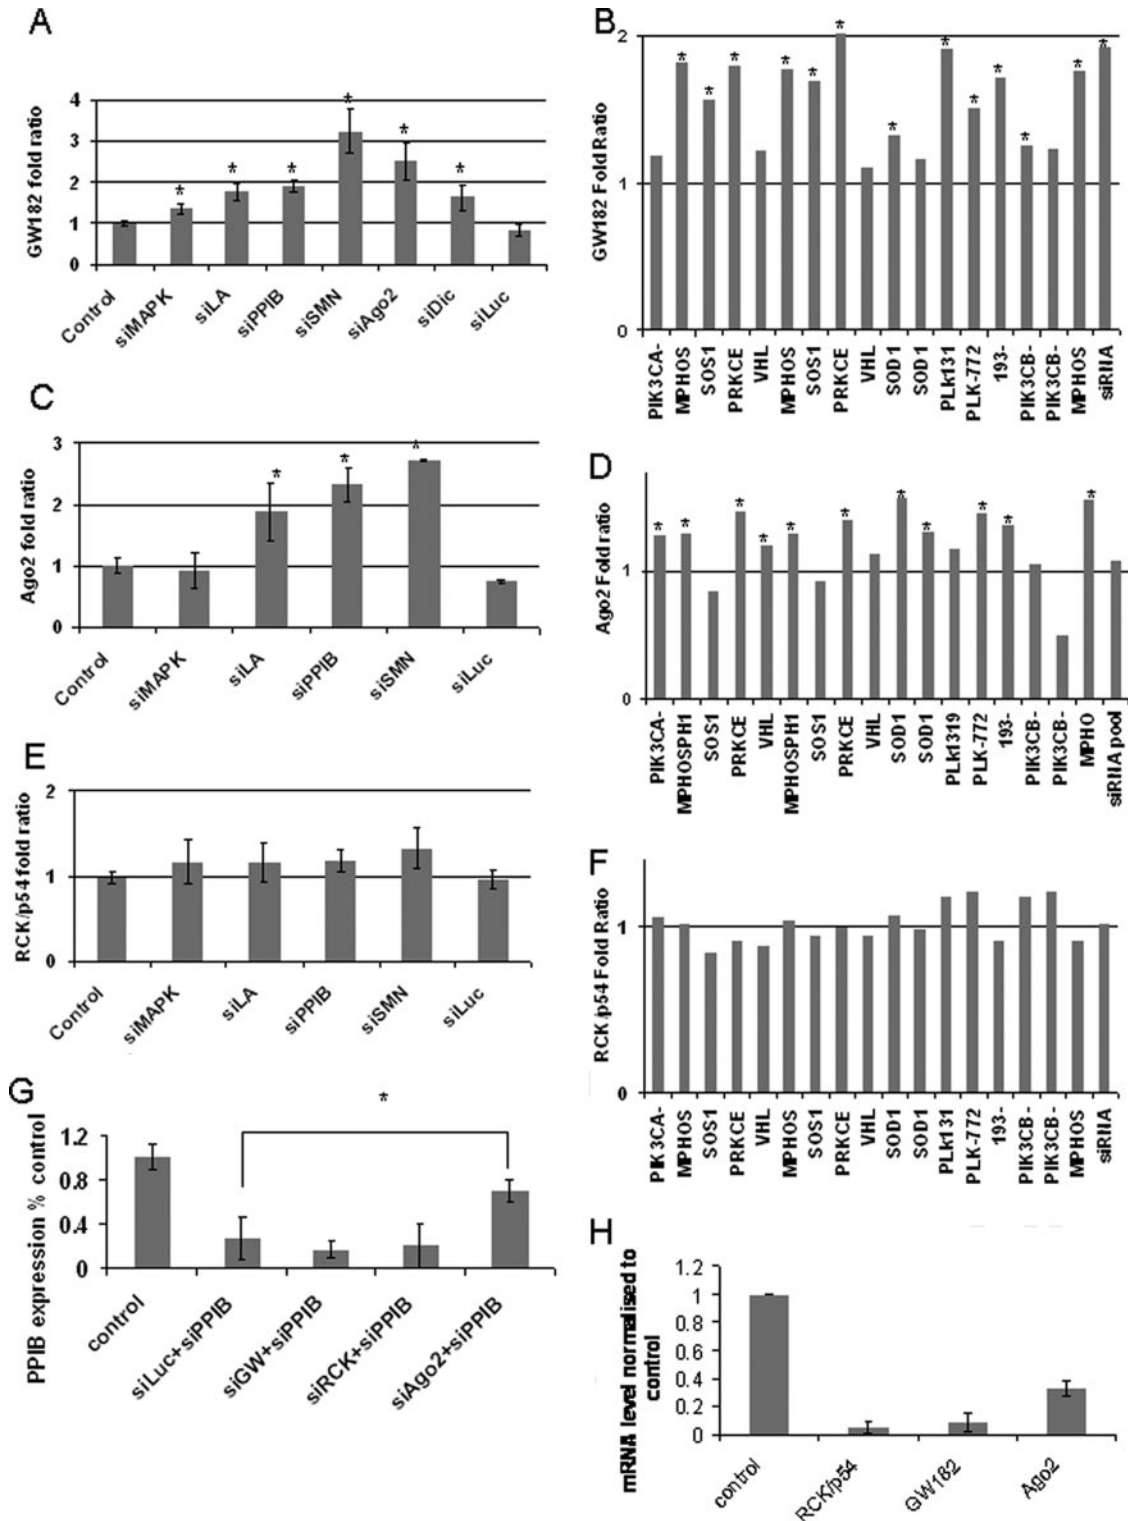 A
GW182 fold ratio
4
3
2
1
0
* * * * * *
Control siMAPK siLA siPPIB siSMN siAgo2 siDic siLuc
B
GW182 Fold Ratio
2
1
0
* * * * * * * * * * * * *
PIK3CA- MPHOS SOS1 PRKCE VHL MPHOS SOS1 PRKCE VHL SOD1 SOD1 PLk131 PLK-772 193- PIK3CB- PIK3CB- MPHOS siRNA
C
Ago2 fold ratio
3
2
1
0
* * *
Control siMAPK siLA siPPIB siSMN siLuc
D
Ago2 Fold ratio
1
0
* * * * * * * * * * *
PIK3CA- MPHOSPH1 SOS1 PRKCE VHL MPHOSPH1 SOS1 PRKCE VHL SOD1 SOD1 PLk1319 PLK-772 193- PIK3CB- PIK3CB- MPHO siRNA pool
E
RCK/p54 fold ratio
2
1
0
Control siMAPK siLA siPPIB siSMN siLuc
F
RCK/p54 Fold Ratio
1
0
PIK3CA- MPHOS SOS1 PRKCE VHL MPHOS SOS1 PRKCE VHL SOD1 SOD1 PLk131 PLK-772 193- PIK3CB- PIK3CB- MPHOS siRNA
G
PPIB expression % control
1.2
0.8
0.4
0
*
control siLuc+siPPIB siGW+siPPIB siRCK+siPPIB siAgo2+siPPIB
H
mRNA level normalised to
control
1.2
1
0.8
0.6
0.4
0.2
0
control RCK/p54 GW182 Ago2